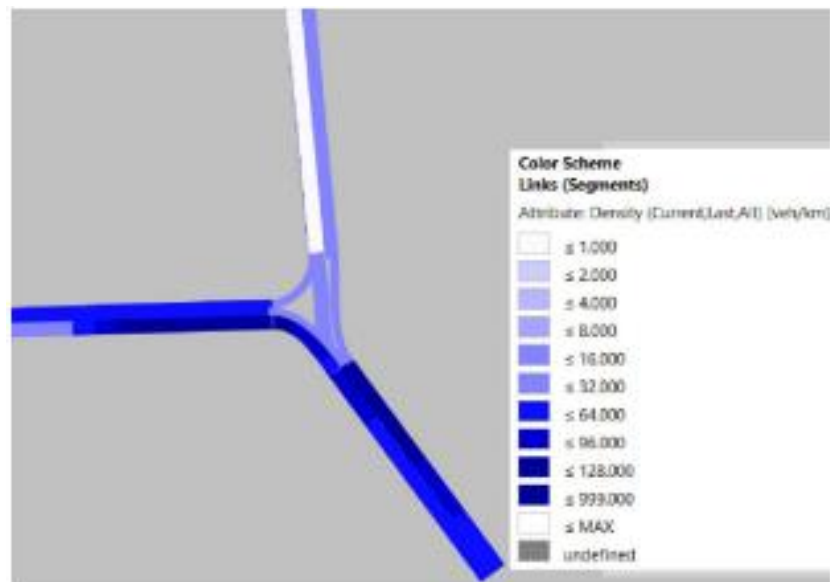 Color Scheme
Links (Segments)
Attribute: Density (Current,Last,All) [veh/km]
≤ 1.000
≤ 2.000
≤ 4.000
≤ 8.000
≤ 16.000
≤ 32.000
≤ 64.000
≤ 96.000
≤ 128.000
≤ 999.000
≤ MAX
undefined